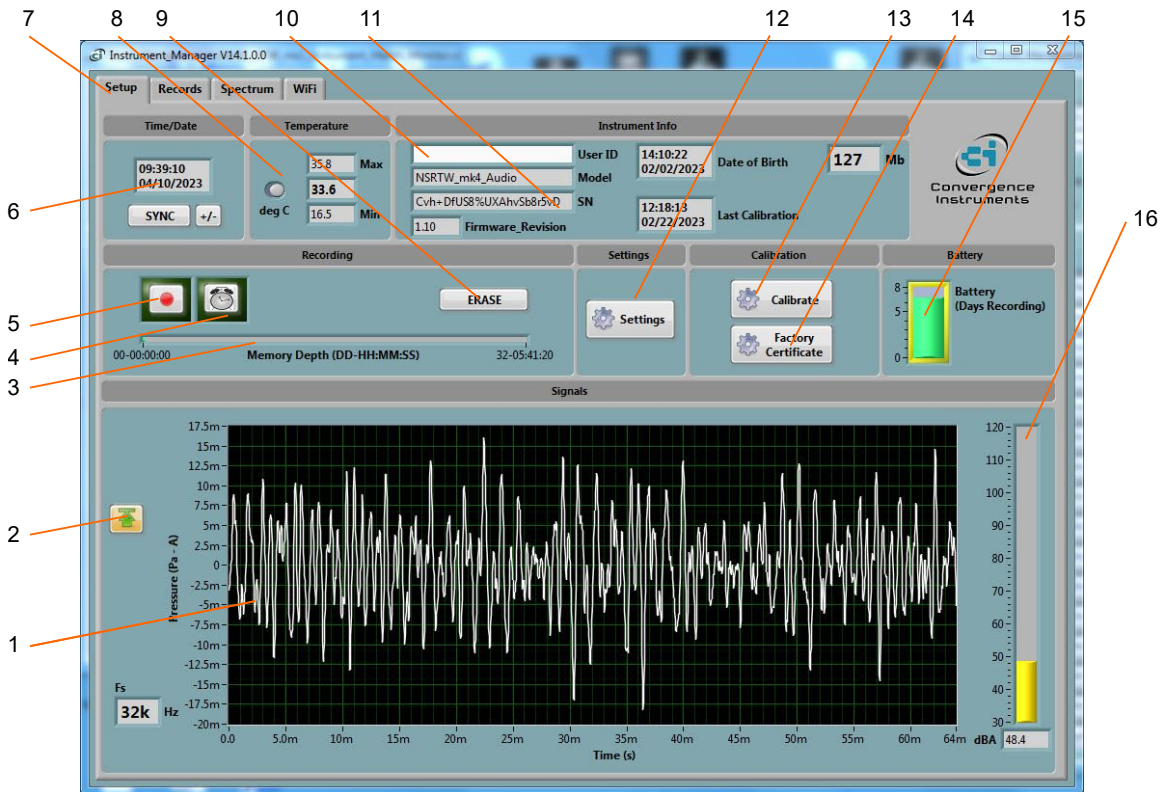 7 8 9 10 11 12 13 14 15
Instrument_Manager V14.1.0.0
Setup Records Spectrum WiFi
Time/Date Temperature Instrument Info
09:39:10
04/10/2023
SYNC +/-
35.8 Max
33.6
deg C 16.5 Min
User ID
NSRTW_mk4_Audio Model
Cvh+DfUS8%UXAhvSb8r5vD SN
1.10 Firmware_Revision
14:10:22
02/02/2023 Date of Birth
12:18:13
02/22/2023 Last Calibration
127 Mb
Convergence
Instruments
6
16
Recording Settings Calibration Battery
ERASE
Settings
Calibrate
Factory
Certificate
8
5
0
Battery
(Days Recording)
5
4
3
00-00:00:00 Memory Depth (DD-HH:MM:SS) 32-05:41:20
Signals
2
1
Pressure (Pa - A)
17.5m
15m
12.5m
10m
7.5m
5m
2.5m
0
-2.5m
-5m
-7.5m
-10m
-12.5m
-15m
-17.5m
-20m
0.0 5.0m 10m 15m 20m 25m 30m 35m 40m 45m 50m 55m 60m 64m
Time (s)
Fs
32k Hz
120
110
100
90
80
70
60
50
40
30
dBA 48.4